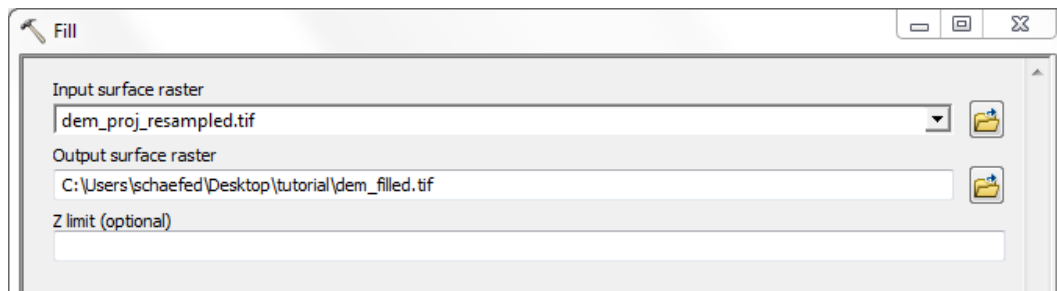 Fill
Input surface raster
dem_proj_resampled.tif
Output surface raster
C:\Users\schaefed\Desktop\tutorial\dem_filled.tif
Z limit (optional)